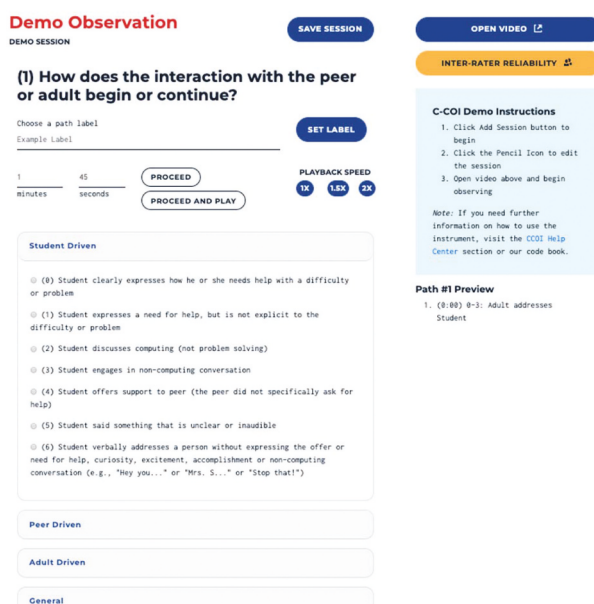 Demo Observation
DEMO SESSION
SAVE SESSION
(1) How does the interaction with the peer
or adult begin or continue?
Choose a path label
Example Label
SET LABEL
1
minutes
45
seconds
PROCEED
PROCEED AND PLAY
PLAYBACK SPEED
1X
1.5X
2X
Student Driven
(0) Student clearly expresses how he or she needs help with a difficulty
or problem
(1) Student expresses a need for help, but is not explicit to the
difficulty or problem
(2) Student discusses computing (not problem solving)
(3) Student engages in non-computing conversation
(4) Student offers support to peer (the peer did not specifically ask for
help)
(5) Student said something that is unclear or inaudible
(6) Student verbally addresses a person without expressing the offer or
need for help, curiosity, excitement, accomplishment or non-computing
conversation (e.g., "Hey you..." or "Mrs. S..." or "Stop that!")
Peer Driven
Adult Driven
General
OPEN VIDEO
INTER-RATER RELIABILITY
C-COI Demo Instructions
1. Click Add Session button to
begin
2. Click the Pencil Icon to edit
the session
3. Open video above and begin
observing
Note: If you need further
information on how to use the
instrument, visit the CCOI Help
Center section or our code book.
Path #1 Preview
1. (0:00) 0-3: Adult addresses
Student